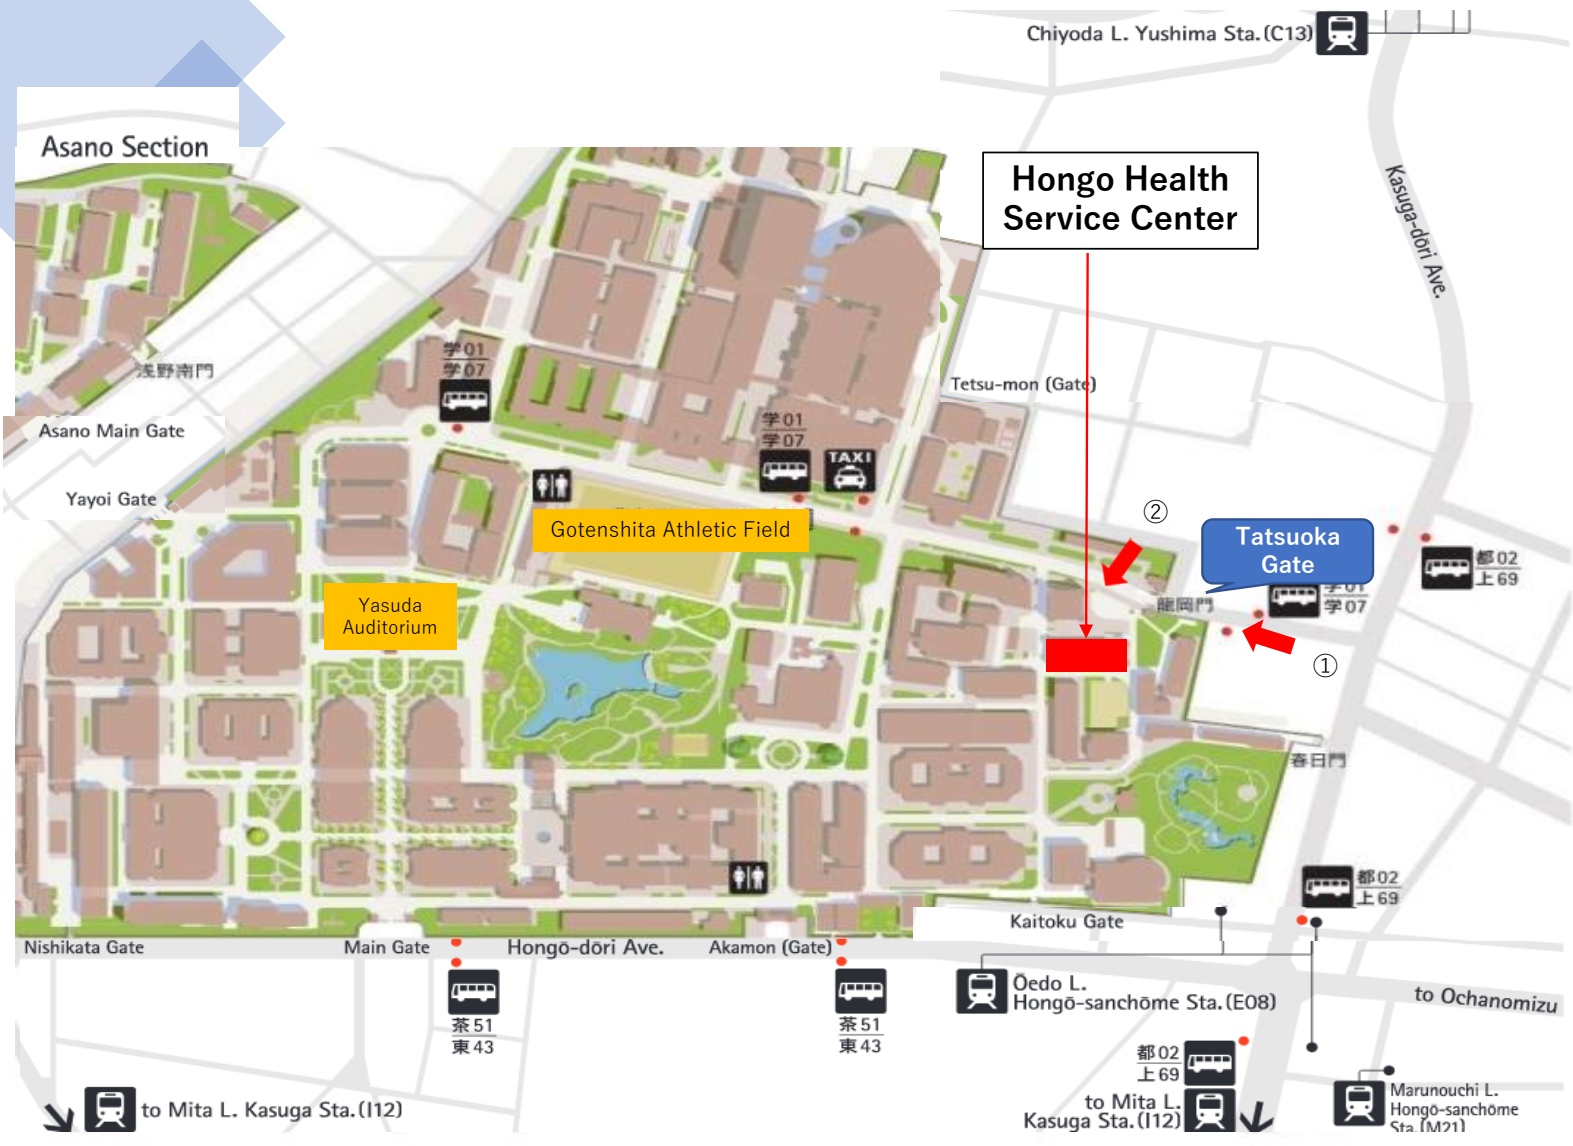 Chiyoda L. Yushima Sta.(C13)
Asano Section
Hongo Health
Service Center
Kasuga-dōri Ave.
学01
学07
浅野南門
Tetsu-mon (Gate)
Asano Main Gate
学01
学07
TAXI
Yayoi Gate
②
Gotenshita Athletic Field
Tatsuoka
Gate
都02
上69
学01
学07
龍岡門
Yasuda
Auditorium
①
春日門
都02
上69
Kaitoku Gate
Nishikata Gate
Main Gate
Hongō-dōri Ave.
Akamon (Gate)
Ōedo L.
Hongō-sanchōme Sta.(E08)
to Ochanomizu
茶51
東43
茶51
東43
都02
上69
to Mita L. Kasuga Sta.(I12)
to Mita L.
Kasuga Sta.(I12)
Marunouchi L.
Hongō-sanchōme
Sta.(M21)